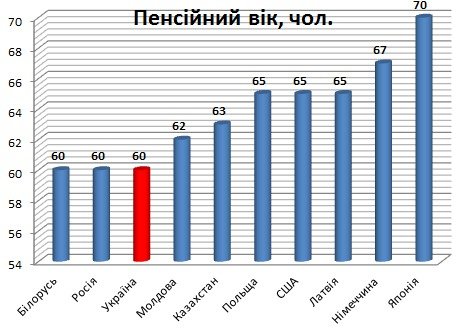 Пенсійний вік, чол.
70
68
66
64
62
60
58
56
54
60
60
60
62
63
65
65
65
67
70
Білорусь
Росія
Україна
Молдова
Казахстан
Польща
США
Латвія
Німеччина
Японія